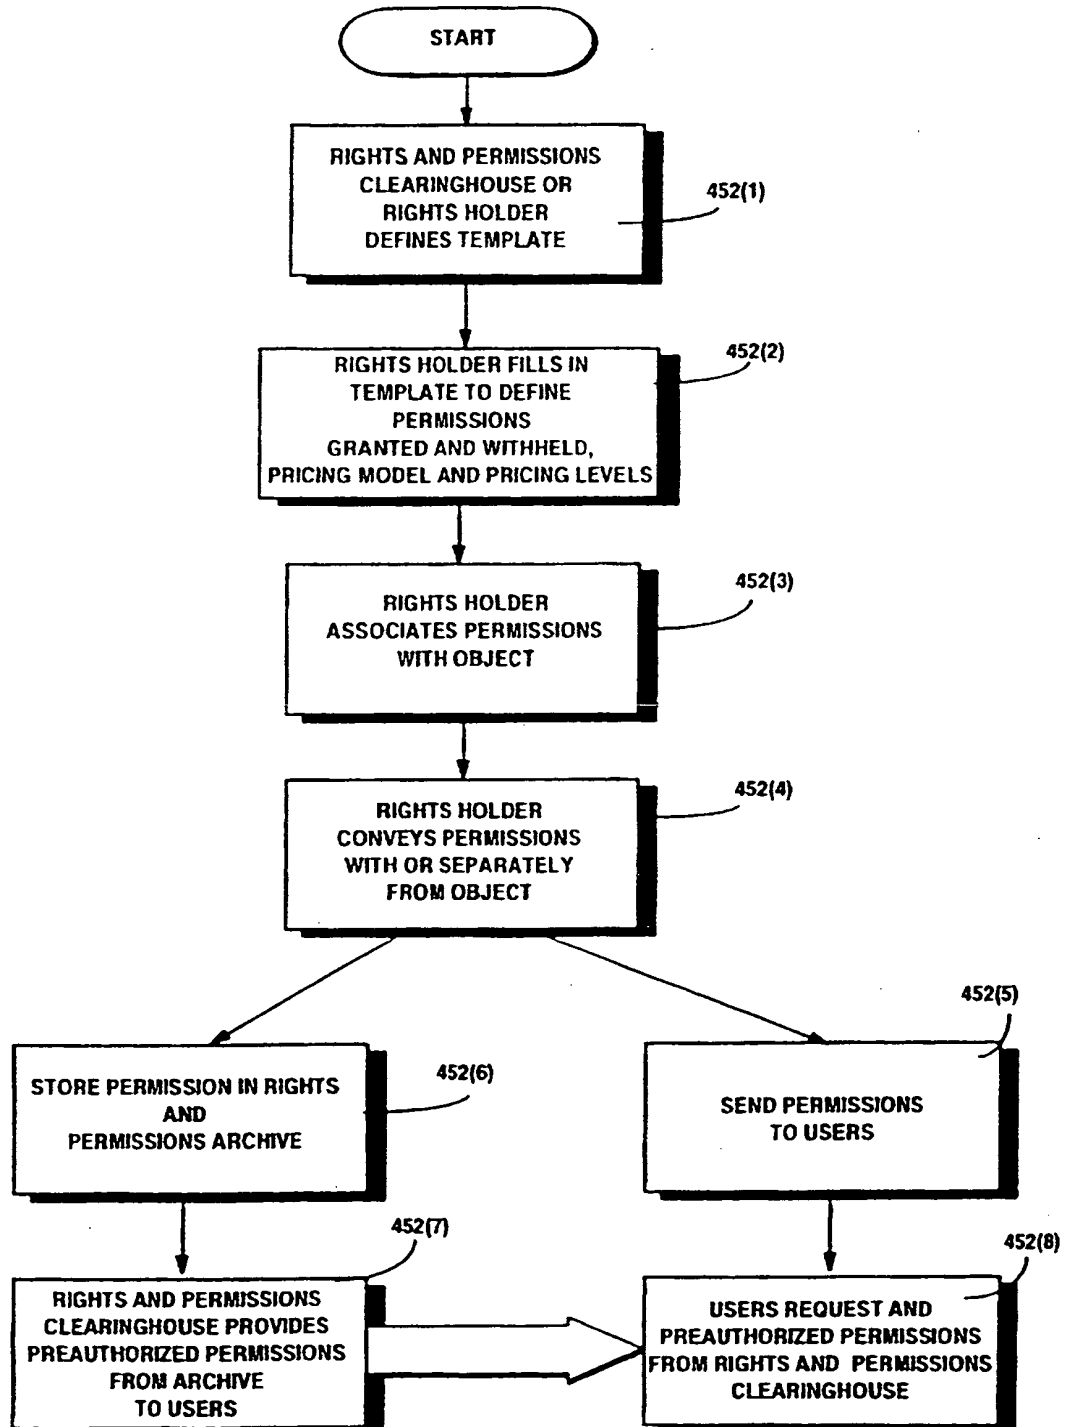 START
RIGHTS AND PERMISSIONS
CLEARINGHOUSE OR
RIGHTS HOLDER
DEFINES TEMPLATE
452(1)
RIGHTS HOLDER FILLS IN
TEMPLATE TO DEFINE
PERMISSIONS
GRANTED AND WITHHELD,
PRICING MODEL AND PRICING LEVELS
452(2)
RIGHTS HOLDER
ASSOCIATES PERMISSIONS
WITH OBJECT
452(3)
RIGHTS HOLDER
CONVEYS PERMISSIONS
WITH OR SEPARATELY
FROM OBJECT
452(4)
STORE PERMISSION IN RIGHTS
AND
PERMISSIONS ARCHIVE
452(6)
SEND PERMISSIONS
TO USERS
452(5)
RIGHTS AND PERMISSIONS
CLEARINGHOUSE PROVIDES
PREAUTHORIZED PERMISSIONS
FROM ARCHIVE
TO USERS
452(7)
USERS REQUEST AND
PREAUTHORIZED PERMISSIONS
FROM RIGHTS AND PERMISSIONS
CLEARINGHOUSE
452(8)